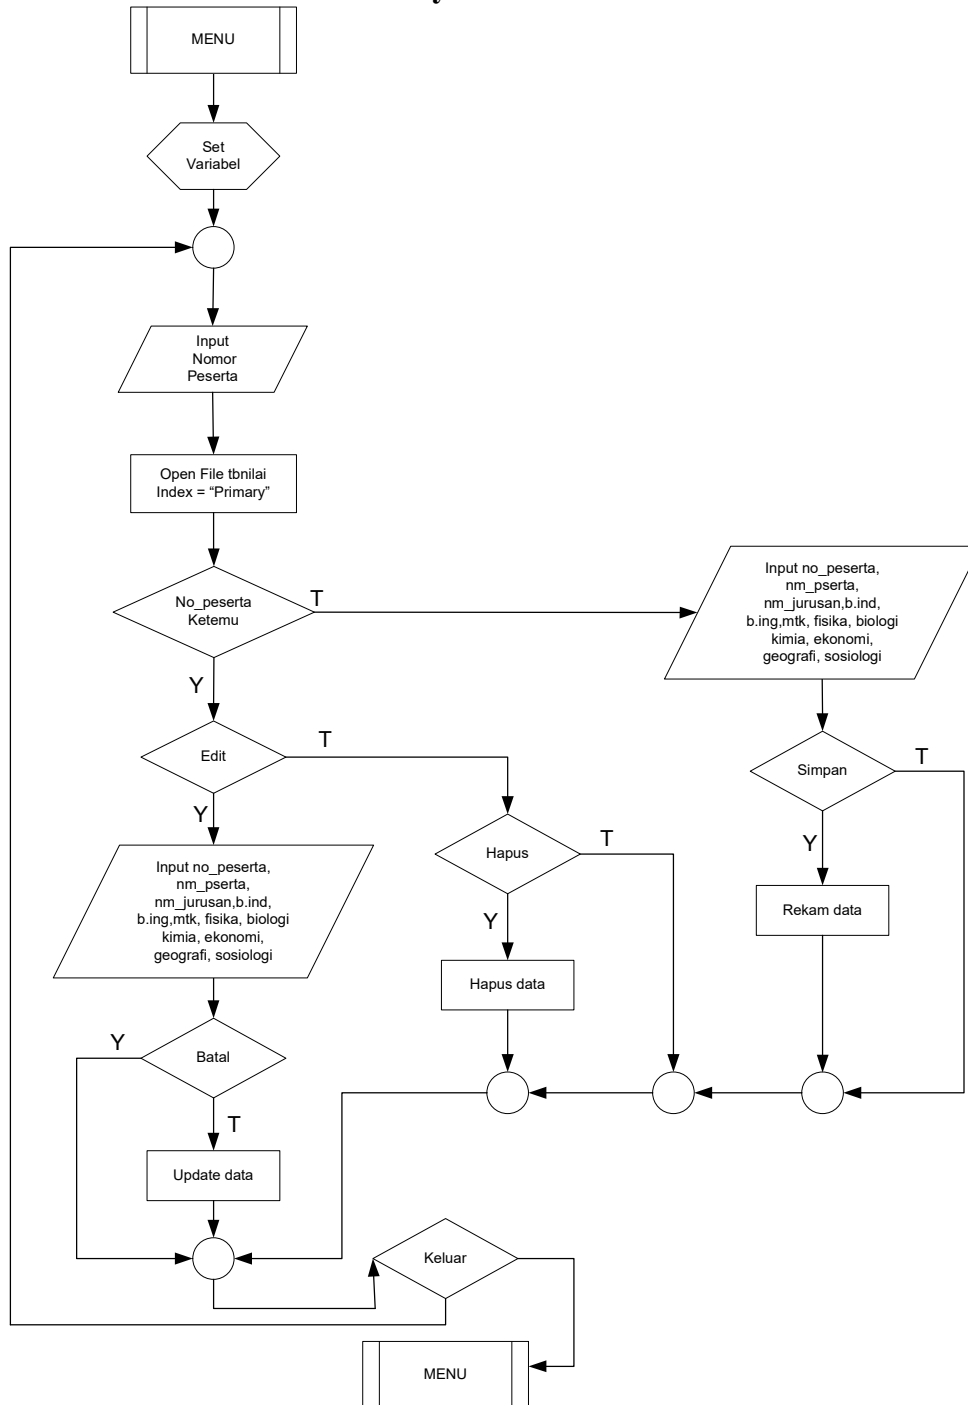 y
MENU
Set
Variabel
Input
Nomor
Peserta
Open File tbnilai
Index = “Primary”
No_peserta
Ketemu
T
Y
Input no_peserta,
nm_pserta,
nm_jurusan,b.ind,
b.ing,mtk, fisika, biologi
kimia, ekonomi,
geografi, sosiologi
Edit
T
Y
Simpan
T
Y
Hapus
T
Y
Input no_peserta,
nm_pserta,
nm_jurusan,b.ind,
b.ing,mtk, fisika, biologi
kimia, ekonomi,
geografi, sosiologi
Rekam data
Hapus data
Batal
Y
T
Update data
Keluar
MENU